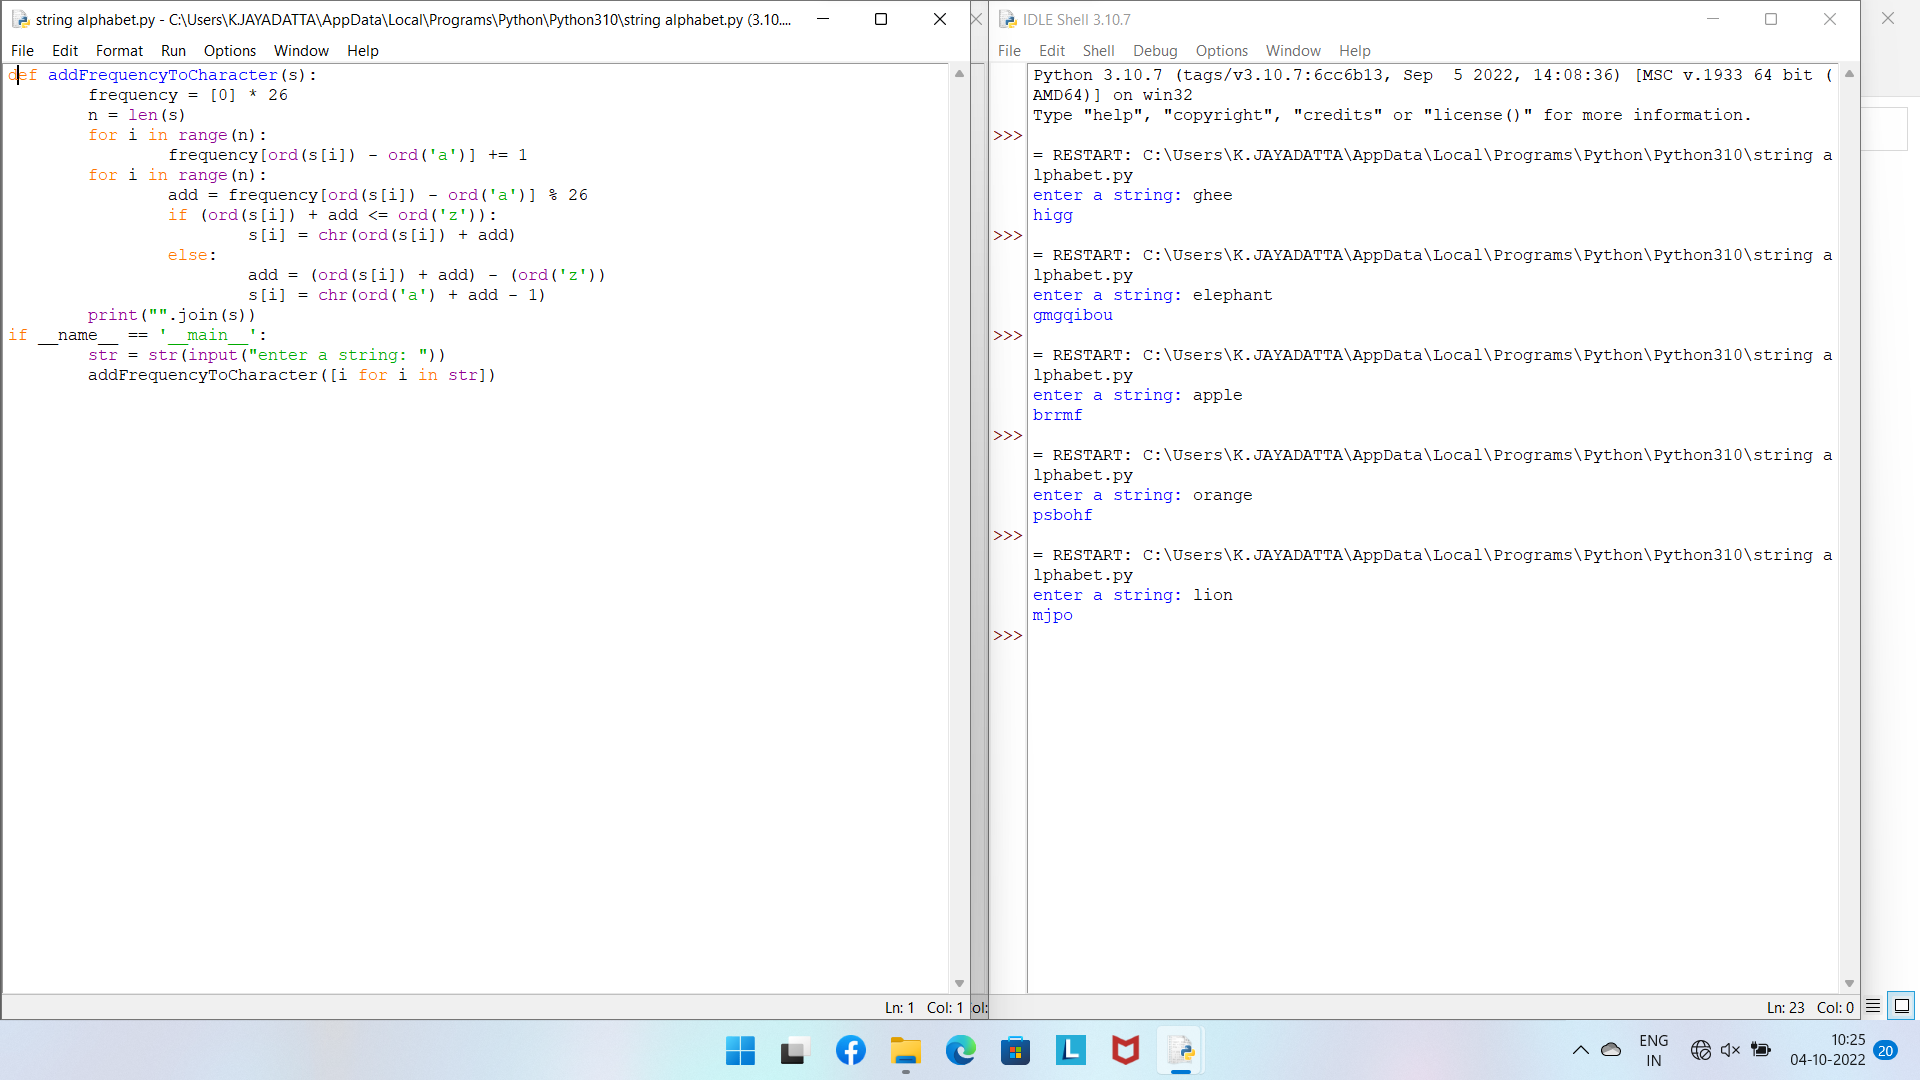 string alphabet.py - C:\Users\K.JAYADATTA\AppData\Local\Programs\Python\Python310\string alphabet.py (3.10....
File Edit Format Run Options Window Help
def addFrequencyToCharacter(s):
        frequency = [0] * 26
        n = len(s)
        for i in range(n):
                frequency[ord(s[i]) - ord('a')] += 1
        for i in range(n):
                add = frequency[ord(s[i]) - ord('a')] % 26
                if (ord(s[i]) + add <= ord('z')):
                        s[i] = chr(ord(s[i]) + add)
                else:
                        add = (ord(s[i]) + add) - (ord('z'))
                        s[i] = chr(ord('a') + add - 1)
        print("".join(s))
if __name__ == '__main__':
        str = str(input("enter a string: "))
        addFrequencyToCharacter([i for i in str])
Ln: 1 Col: 1
ol:
IDLE Shell 3.10.7
File Edit Shell Debug Options Window Help
Python 3.10.7 (tags/v3.10.7:6cc6b13, Sep  5 2022, 14:08:36) [MSC v.1933 64 bit (
AMD64)] on win32
Type "help", "copyright", "credits" or "license()" for more information.
>>>
= RESTART: C:\Users\K.JAYADATTA\AppData\Local\Programs\Python\Python310\string a
lphabet.py
enter a string: ghee
higg
>>>
= RESTART: C:\Users\K.JAYADATTA\AppData\Local\Programs\Python\Python310\string a
lphabet.py
enter a string: elephant
gmgqibou
>>>
= RESTART: C:\Users\K.JAYADATTA\AppData\Local\Programs\Python\Python310\string a
lphabet.py
enter a string: apple
brrmf
>>>
= RESTART: C:\Users\K.JAYADATTA\AppData\Local\Programs\Python\Python310\string a
lphabet.py
enter a string: orange
psbohf
>>>
= RESTART: C:\Users\K.JAYADATTA\AppData\Local\Programs\Python\Python310\string a
lphabet.py
enter a string: lion
mjpo
>>>
Ln: 23 Col: 0
L
ENG
IN
10:25
04-10-2022
20